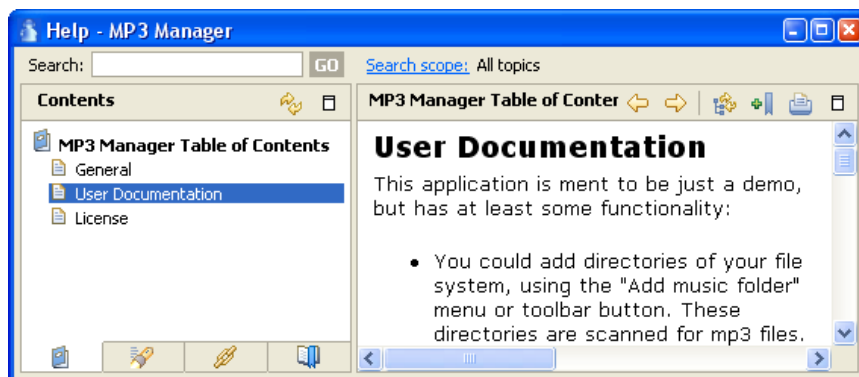 Help - MP3 Manager
Search:
GO
Search scope: All topics
Contents
MP3 Manager Table of Contents
General
User Documentation
License
MP3 Manager Table of Conter
User Documentation
This application is ment to be just a demo,
but has at least some functionality:
• You could add directories of your file
system, using the "Add music folder"
menu or toolbar button. These
directories are scanned for mp3 files.